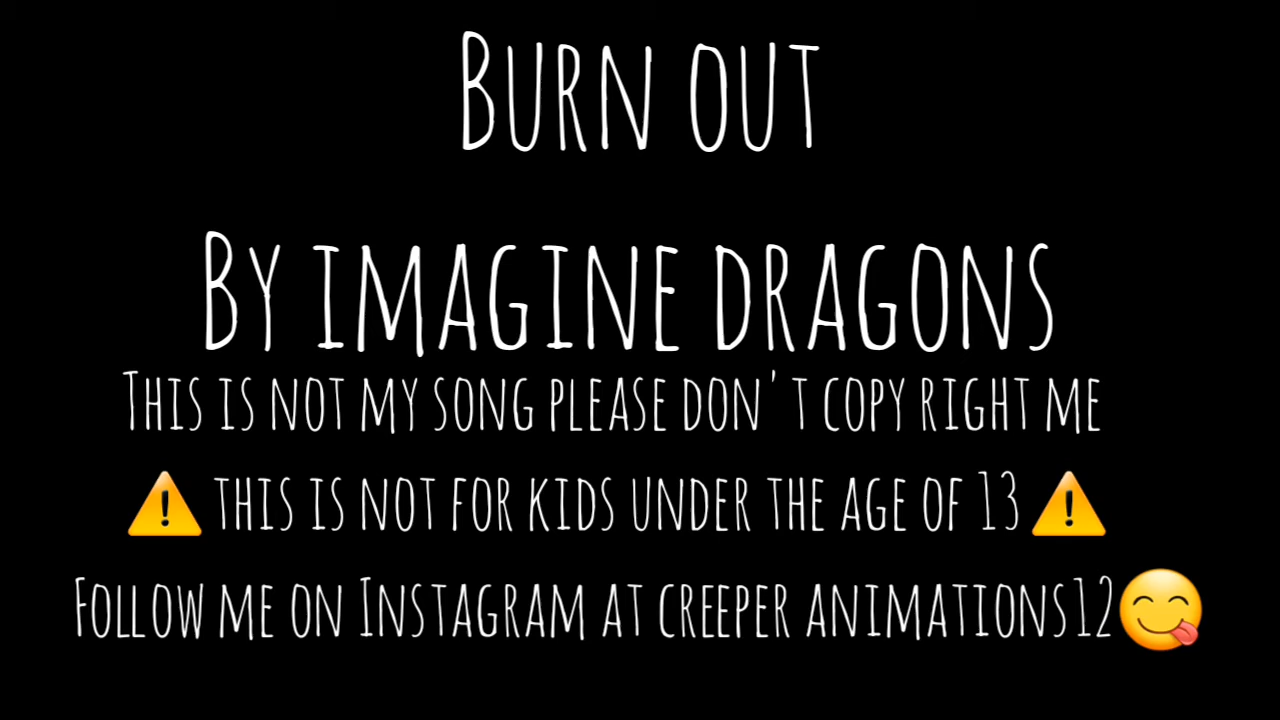 Burn out
By imagine dragons
This is not my song please don't copy right me
⚠️ this is not for kids under the age of 13 ⚠️
Follow me on Instagram at creeper animations12😋